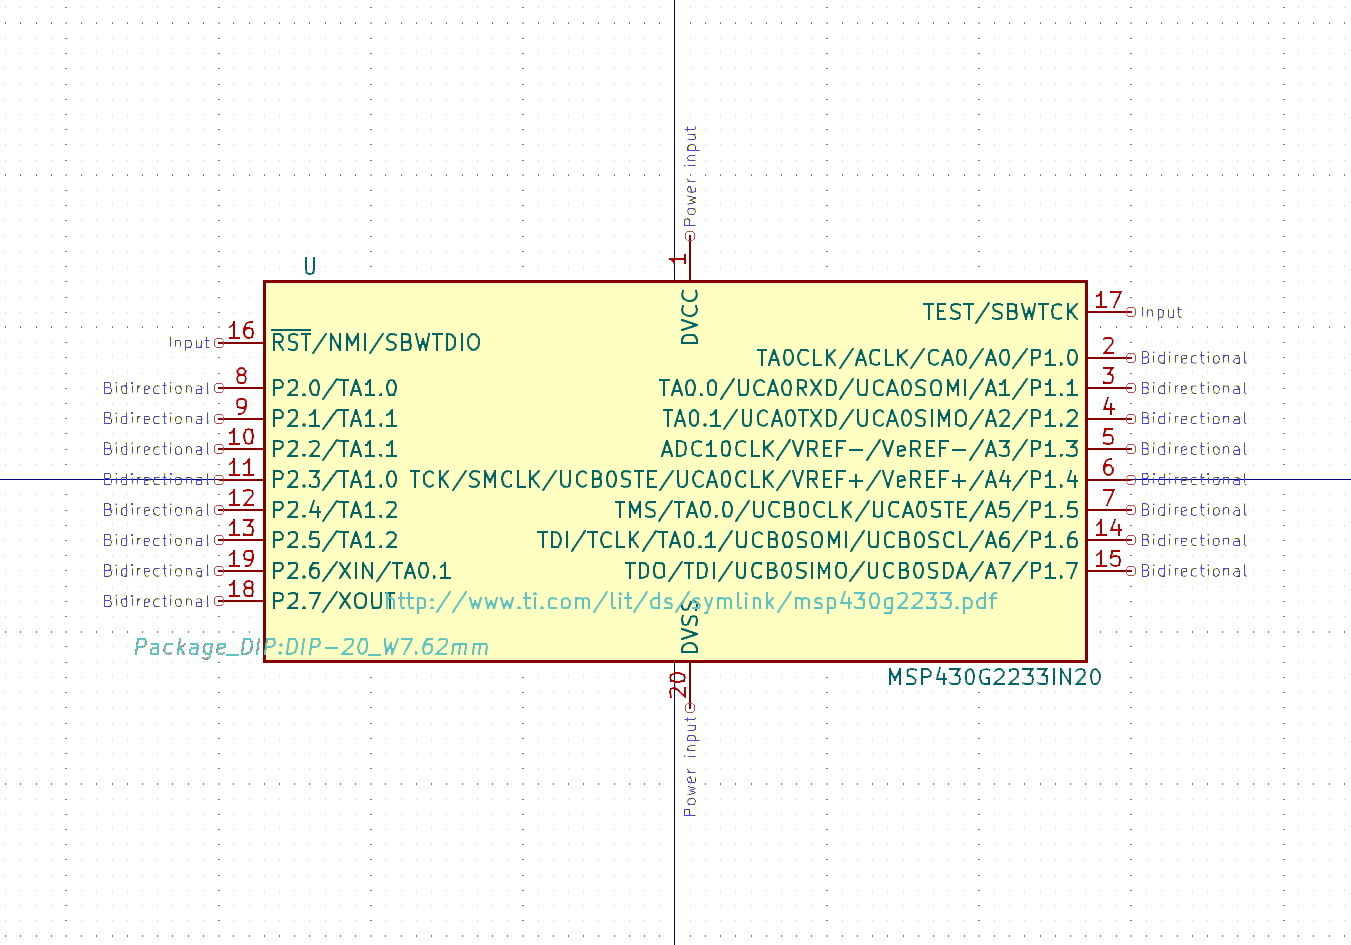 Power input
1
U
DVCC
17 TEST/SBWTCK Input
Input 16 RST/NMI/SBWTDIO
TA0CLK/ACLK/CA0/A0/P1.0 2 Bidirectional
Bidirectional 8 P2.0/TA1.0 TA0.0/UCA0RXD/UCA0SOMI/A1/P1.1 3 Bidirectional
Bidirectional 9 P2.1/TA1.1 TA0.1/UCA0TXD/UCA0SIMO/A2/P1.2 4 Bidirectional
Bidirectional 10 P2.2/TA1.1 ADC10CLK/VREF-/VeREF-/A3/P1.3 5 Bidirectional
Bidirectional 11 P2.3/TA1.0 TCK/SMCLK/UCB0STE/UCA0CLK/VREF+/VeREF+/A4/P1.4 6 Bidirectional
Bidirectional 12 P2.4/TA1.2 TMS/TA0.0/UCB0CLK/UCA0STE/A5/P1.5 7 Bidirectional
Bidirectional 13 P2.5/TA1.2 TDI/TCLK/TA0.1/UCB0SOMI/UCB0SCL/A6/P1.6 14 Bidirectional
Bidirectional 19 P2.6/XIN/TA0.1 TDO/TDI/UCB0SIMO/UCB0SDA/A7/P1.7 15 Bidirectional
Bidirectional 18 P2.7/XOUT http://www.ti.com/lit/ds/symlink/msp430g2233.pdf
DVSS
Package_DIP:DIP-20_W7.62mm
MSP430G2233IN20
20
Power input